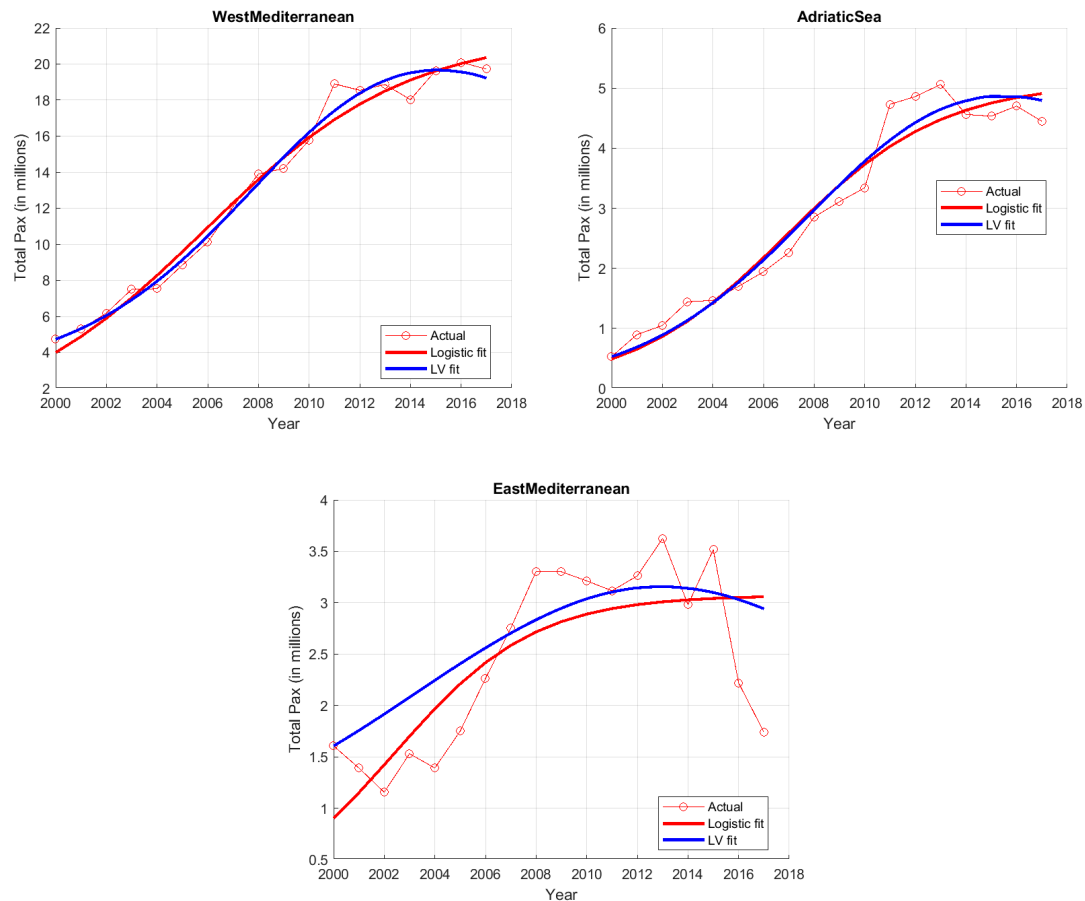 WestMediterranean
22
20
18
16
14
12
10
8
6
4
2
Total Pax (in millions)
2000 2002 2004 2006 2008 2010 2012 2014 2016 2018
Year
Actual
Logistic fit
LV fit
AdriaticSea
6
5
4
3
2
1
0
Total Pax (in millions)
2000 2002 2004 2006 2008 2010 2012 2014 2016 2018
Year
Actual
Logistic fit
LV fit
EastMediterranean
4
3.5
3
2.5
2
1.5
1
0.5
Total Pax (in millions)
2000 2002 2004 2006 2008 2010 2012 2014 2016 2018
Year
Actual
Logistic fit
LV fit